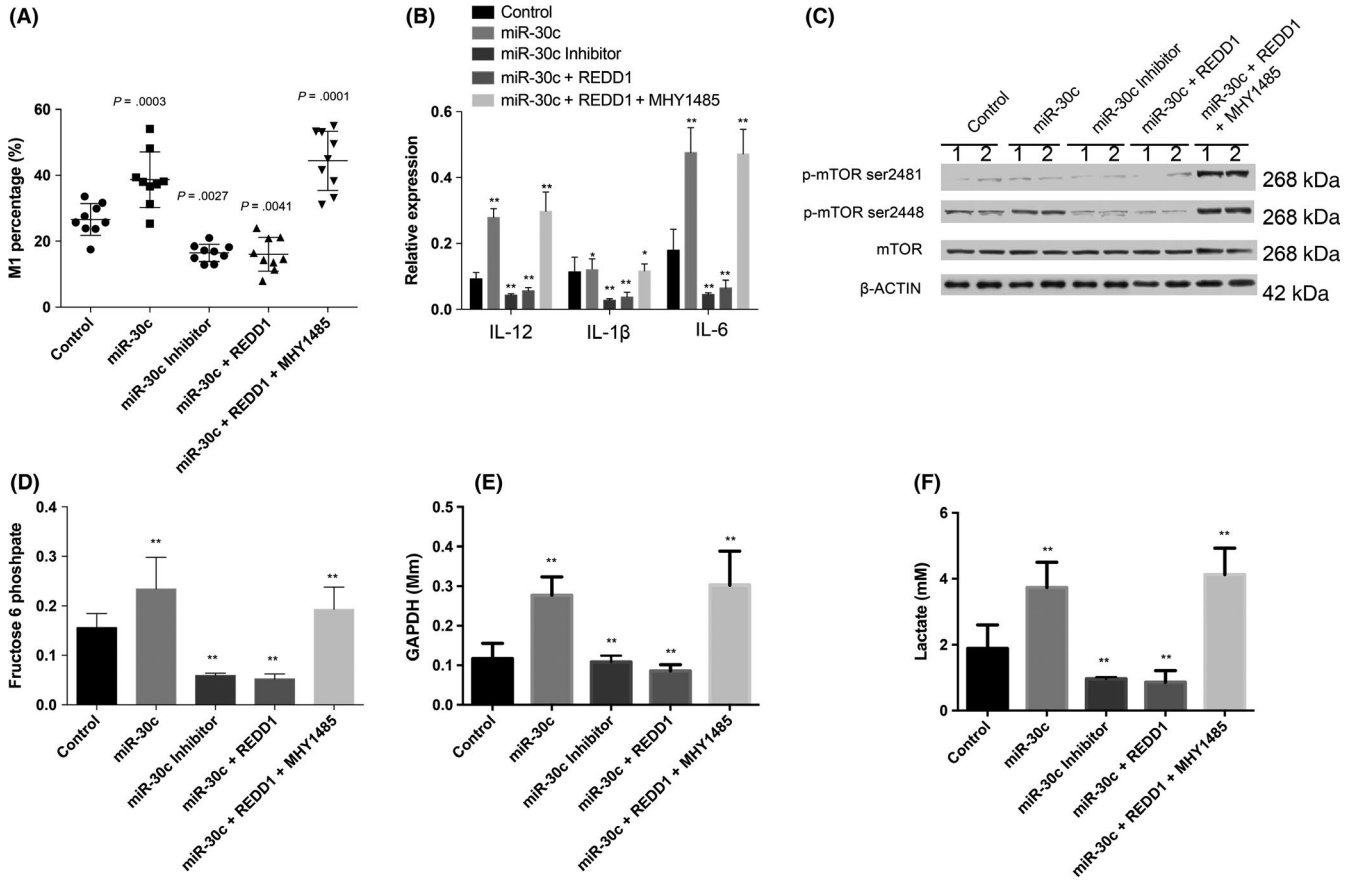 (A)
M1 percentage (%)
60
40
20
0
P = .0003
P = .0027
P = .0041
P = .0001
Control
miR-30c
miR-30c Inhibitor
miR-30c + REDD1
miR-30c + REDD1 + MHY1485
(B)
Control
miR-30c
miR-30c Inhibitor
miR-30c + REDD1
miR-30c + REDD1 + MHY1485
Relative expression
0.6
0.4
0.2
0.0
** ** ** **
* ** ** *
** ** ** **
IL-12
IL-1β
IL-6
(C)
Control
miR-30c
miR-30c Inhibitor
miR-30c + REDD1
miR-30c + REDD1
+ MHY1485
1 2 1 2 1 2 1 2 1 2
p-mTOR ser2481 268 kDa
p-mTOR ser2448 268 kDa
mTOR 268 kDa
β-ACTIN 42 kDa
(D)
Fructose 6 phoshpate
0.4
0.3
0.2
0.1
0.0
** ** ** **
Control
miR-30c
miR-30c Inhibitor
miR-30c + REDD1
miR-30c + REDD1 + MHY1485
(E)
GAPDH (Mm)
0.5
0.4
0.3
0.2
0.1
0.0
** ** ** **
Control
miR-30c
miR-30c Inhibitor
miR-30c + REDD1
miR-30c + REDD1 + MHY1485
(F)
Lactate (mM)
6
4
2
0
** ** ** **
Control
miR-30c
miR-30c Inhibitor
miR-30c + REDD1
miR-30c + REDD1 + MHY1485